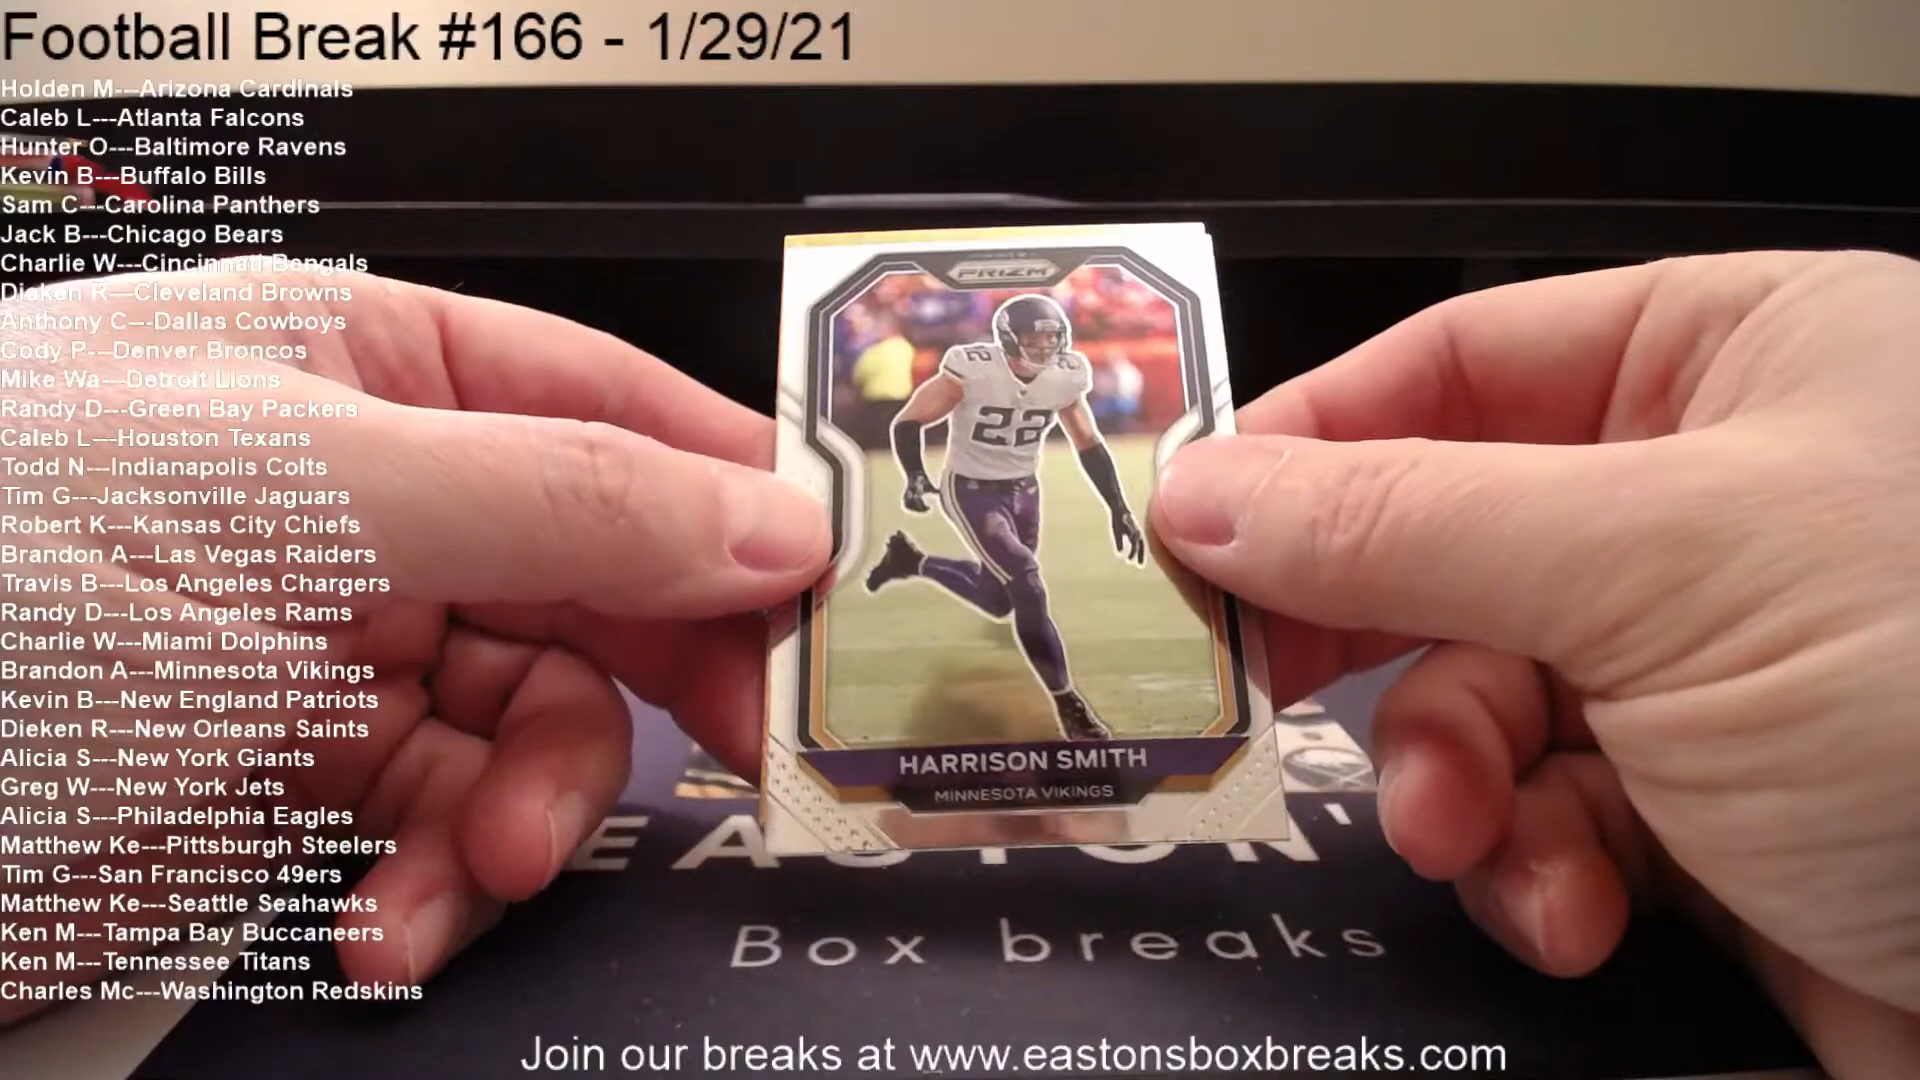 Football Break #166 - 1/29/21
Holden M---Arizona Cardinals
Caleb L---Atlanta Falcons
Hunter O---Baltimore Ravens
Kevin B---Buffalo Bills
Sam C---Carolina Panthers
Jack B---Chicago Bears
Charlie W---Cincinnati Bengals
Dieken R---Cleveland Browns
Anthony C---Dallas Cowboys
Cody P---Denver Broncos
Mike Wa---Detroit Lions
Randy D---Green Bay Packers
Caleb L---Houston Texans
Todd N---Indianapolis Colts
Tim G---Jacksonville Jaguars
Robert K---Kansas City Chiefs
Brandon A---Las Vegas Raiders
Travis B---Los Angeles Chargers
Randy D---Los Angeles Rams
Charlie W---Miami Dolphins
Brandon A---Minnesota Vikings
Kevin B---New England Patriots
Dieken R---New Orleans Saints
Alicia S---New York Giants
Greg W---New York Jets
Alicia S---Philadelphia Eagles
Matthew Ke---Pittsburgh Steelers
Tim G---San Francisco 49ers
Matthew Ke---Seattle Seahawks
Ken M---Tampa Bay Buccaneers
Ken M---Tennessee Titans
Charles Mc---Washington Redskins
PRIZM
22
22
22
HARRISON SMITH
MINNESOTA VIKINGS
Box breaks
Join our breaks at www.eastonsboxbreaks.com